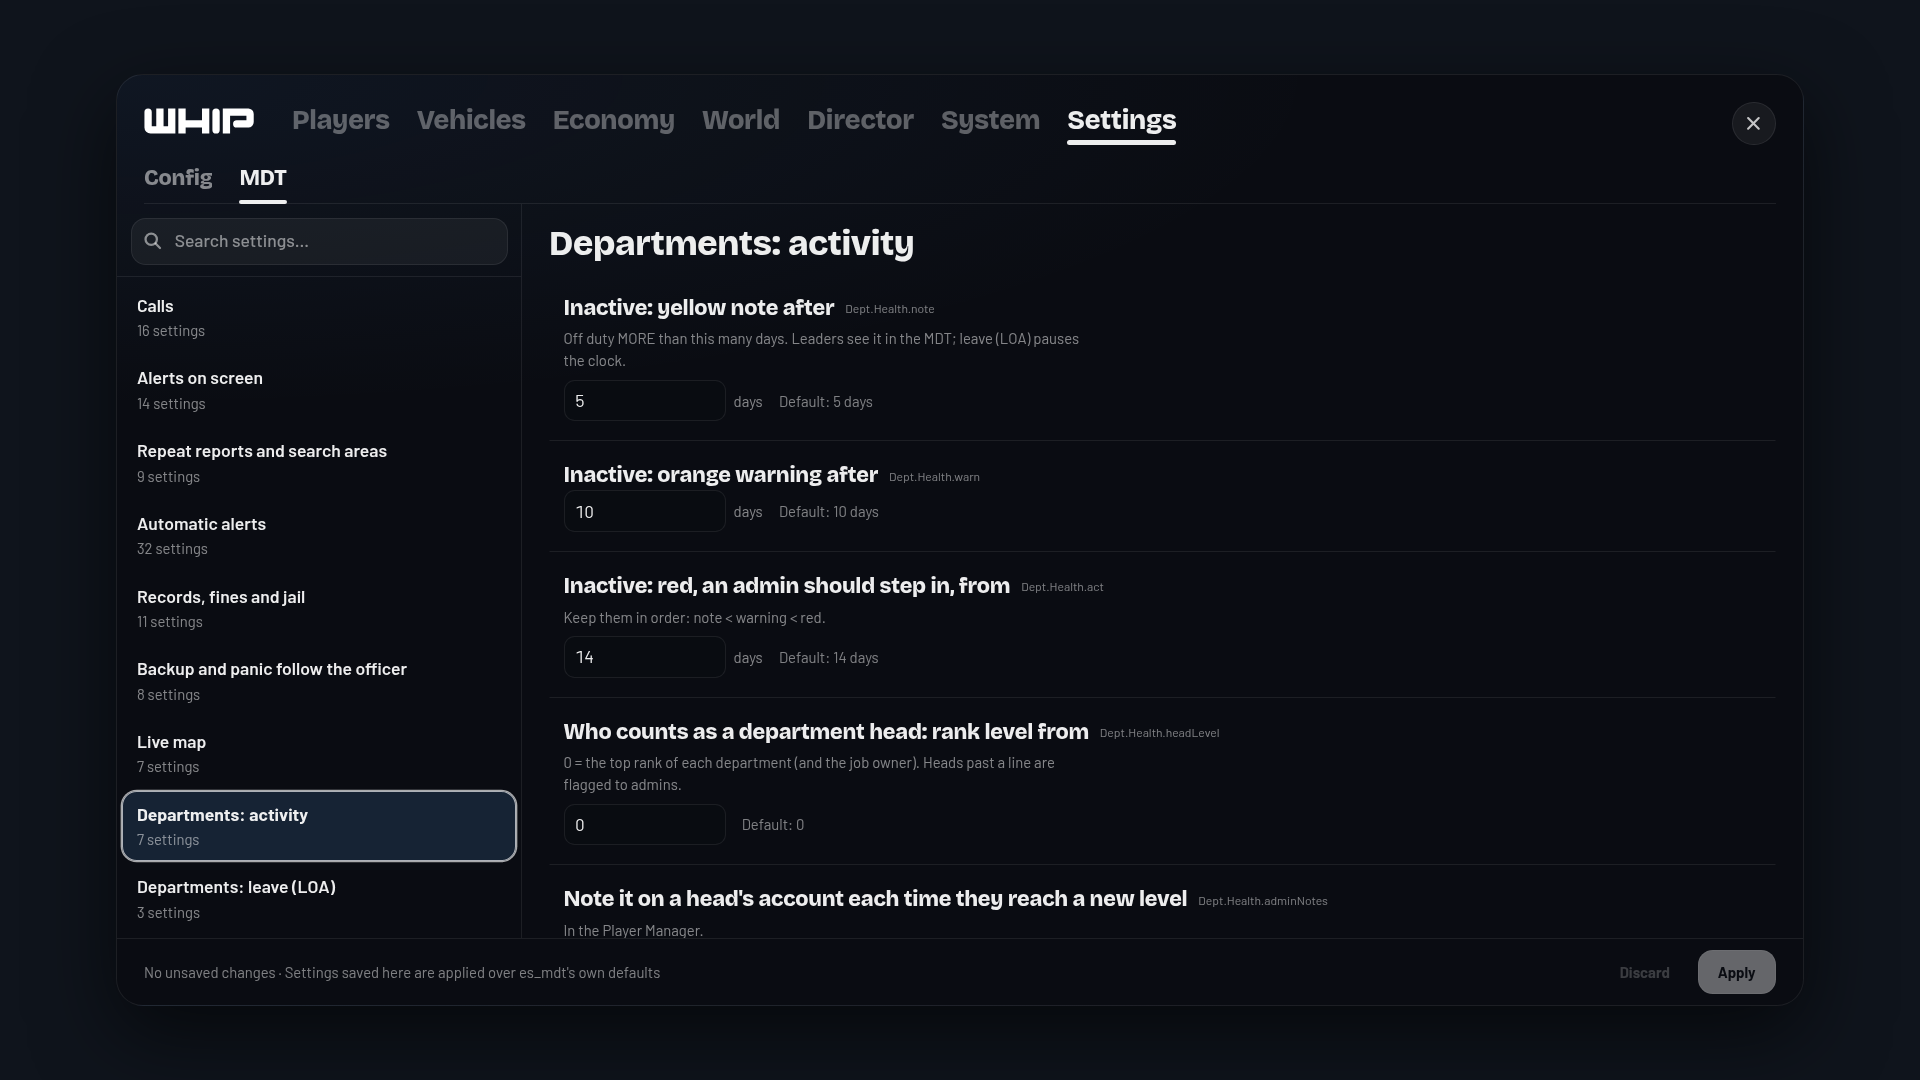 WHIP
Players
Vehicles
Economy
World
Director
System
Settings
Config
MDT
Search settings...
Calls
16 settings
Alerts on screen
14 settings
Repeat reports and search areas
9 settings
Automatic alerts
32 settings
Records, fines and jail
11 settings
Backup and panic follow the officer
8 settings
Live map
7 settings
Departments: activity
7 settings
Departments: leave (LOA)
3 settings
Departments: activity
Inactive: yellow note after Dept.Health.note
Off duty MORE than this many days. Leaders see it in the MDT; leave (LOA) pauses
the clock.
5 days Default: 5 days
Inactive: orange warning after Dept.Health.warn
10 days Default: 10 days
Inactive: red, an admin should step in, from Dept.Health.act
Keep them in order: note < warning < red.
14 days Default: 14 days
Who counts as a department head: rank level from Dept.Health.headLevel
0 = the top rank of each department (and the job owner). Heads past a line are
flagged to admins.
0 Default: 0
Note it on a head's account each time they reach a new level Dept.Health.adminNotes
In the Player Manager.
No unsaved changes · Settings saved here are applied over es_mdt's own defaults
Discard
Apply